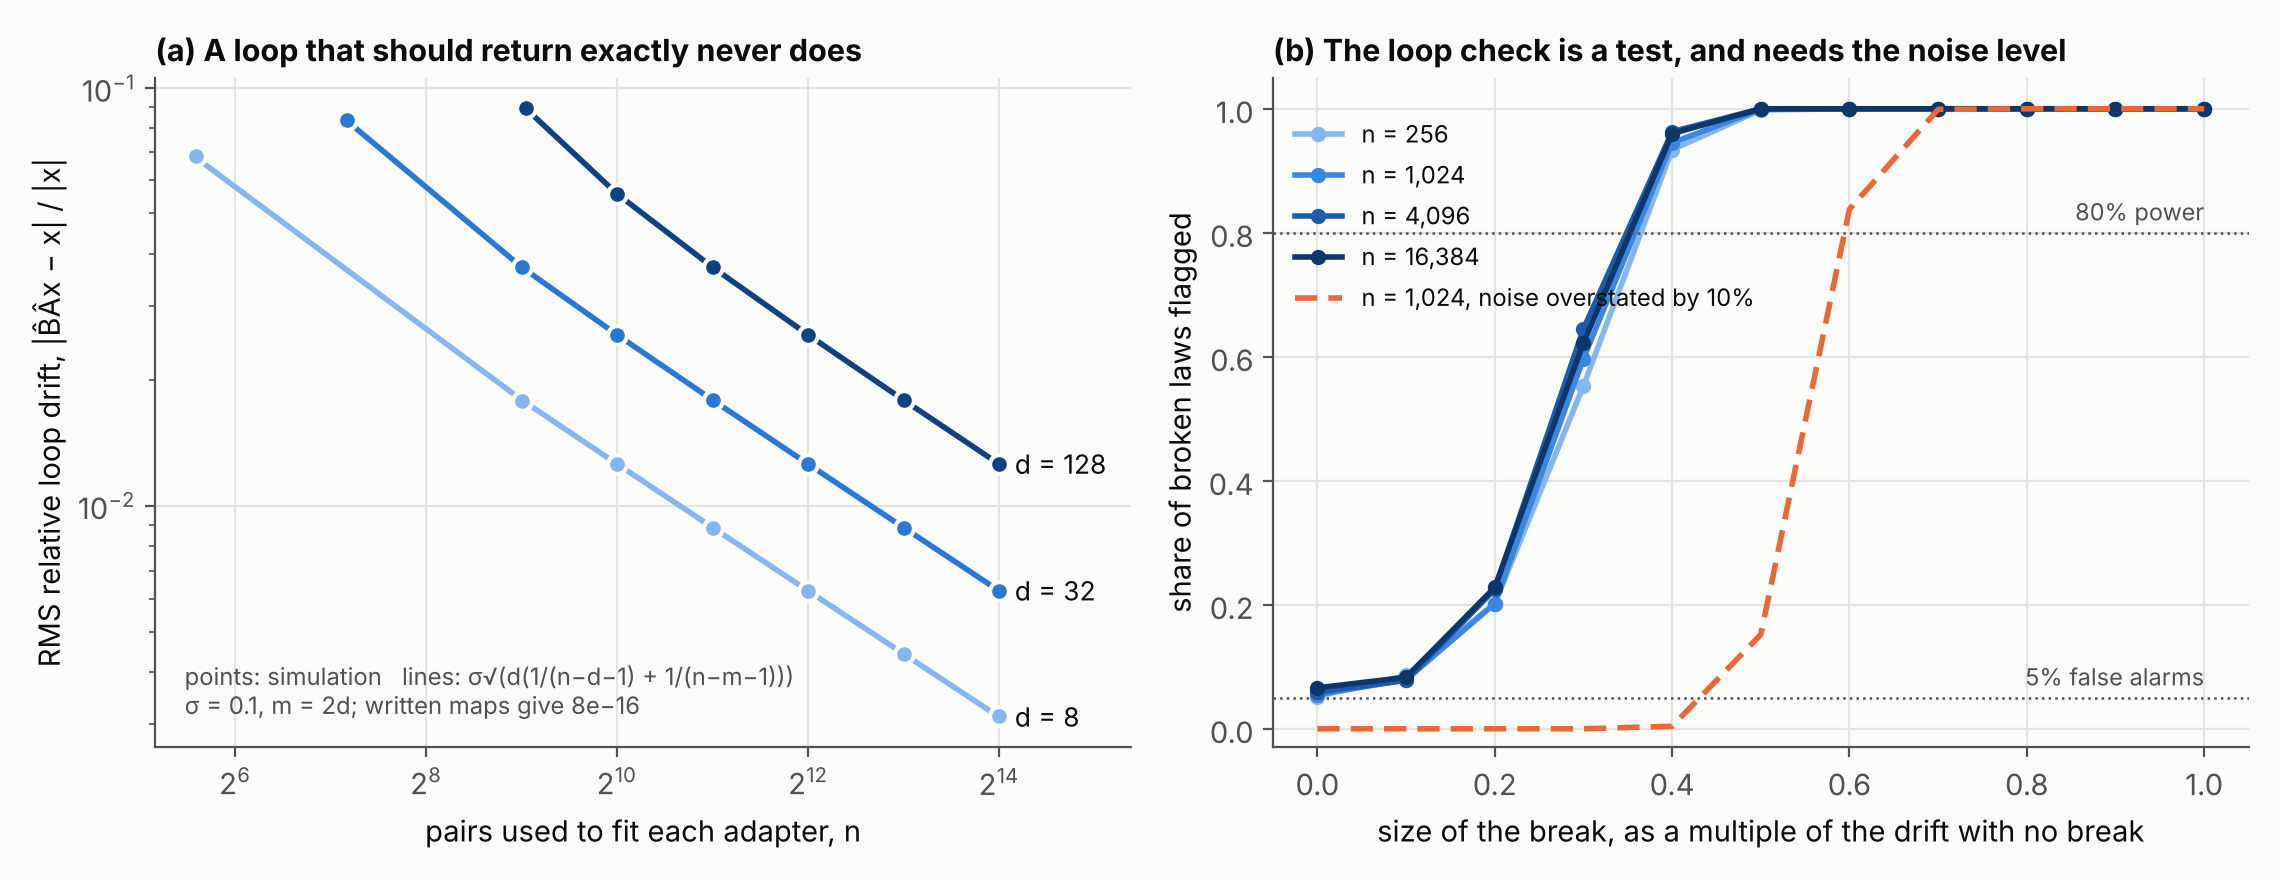 (a) A loop that should return exactly never does
RMS relative loop drift, |B̂Âx − x| / |x|
10⁻¹
10⁻²
d = 128
d = 32
d = 8
points: simulation lines: σ√(d(1/(n−d−1) + 1/(n−m−1)))
σ = 0.1, m = 2d; written maps give 8e−16
2⁶ 2⁸ 2¹⁰ 2¹² 2¹⁴
pairs used to fit each adapter, n
(b) The loop check is a test, and needs the noise level
share of broken laws flagged
1.0
0.8
0.6
0.4
0.2
0.0
n = 256
n = 1,024
n = 4,096
n = 16,384
n = 1,024, noise overstated by 10%
80% power
5% false alarms
0.0 0.2 0.4 0.6 0.8 1.0
size of the break, as a multiple of the drift with no break